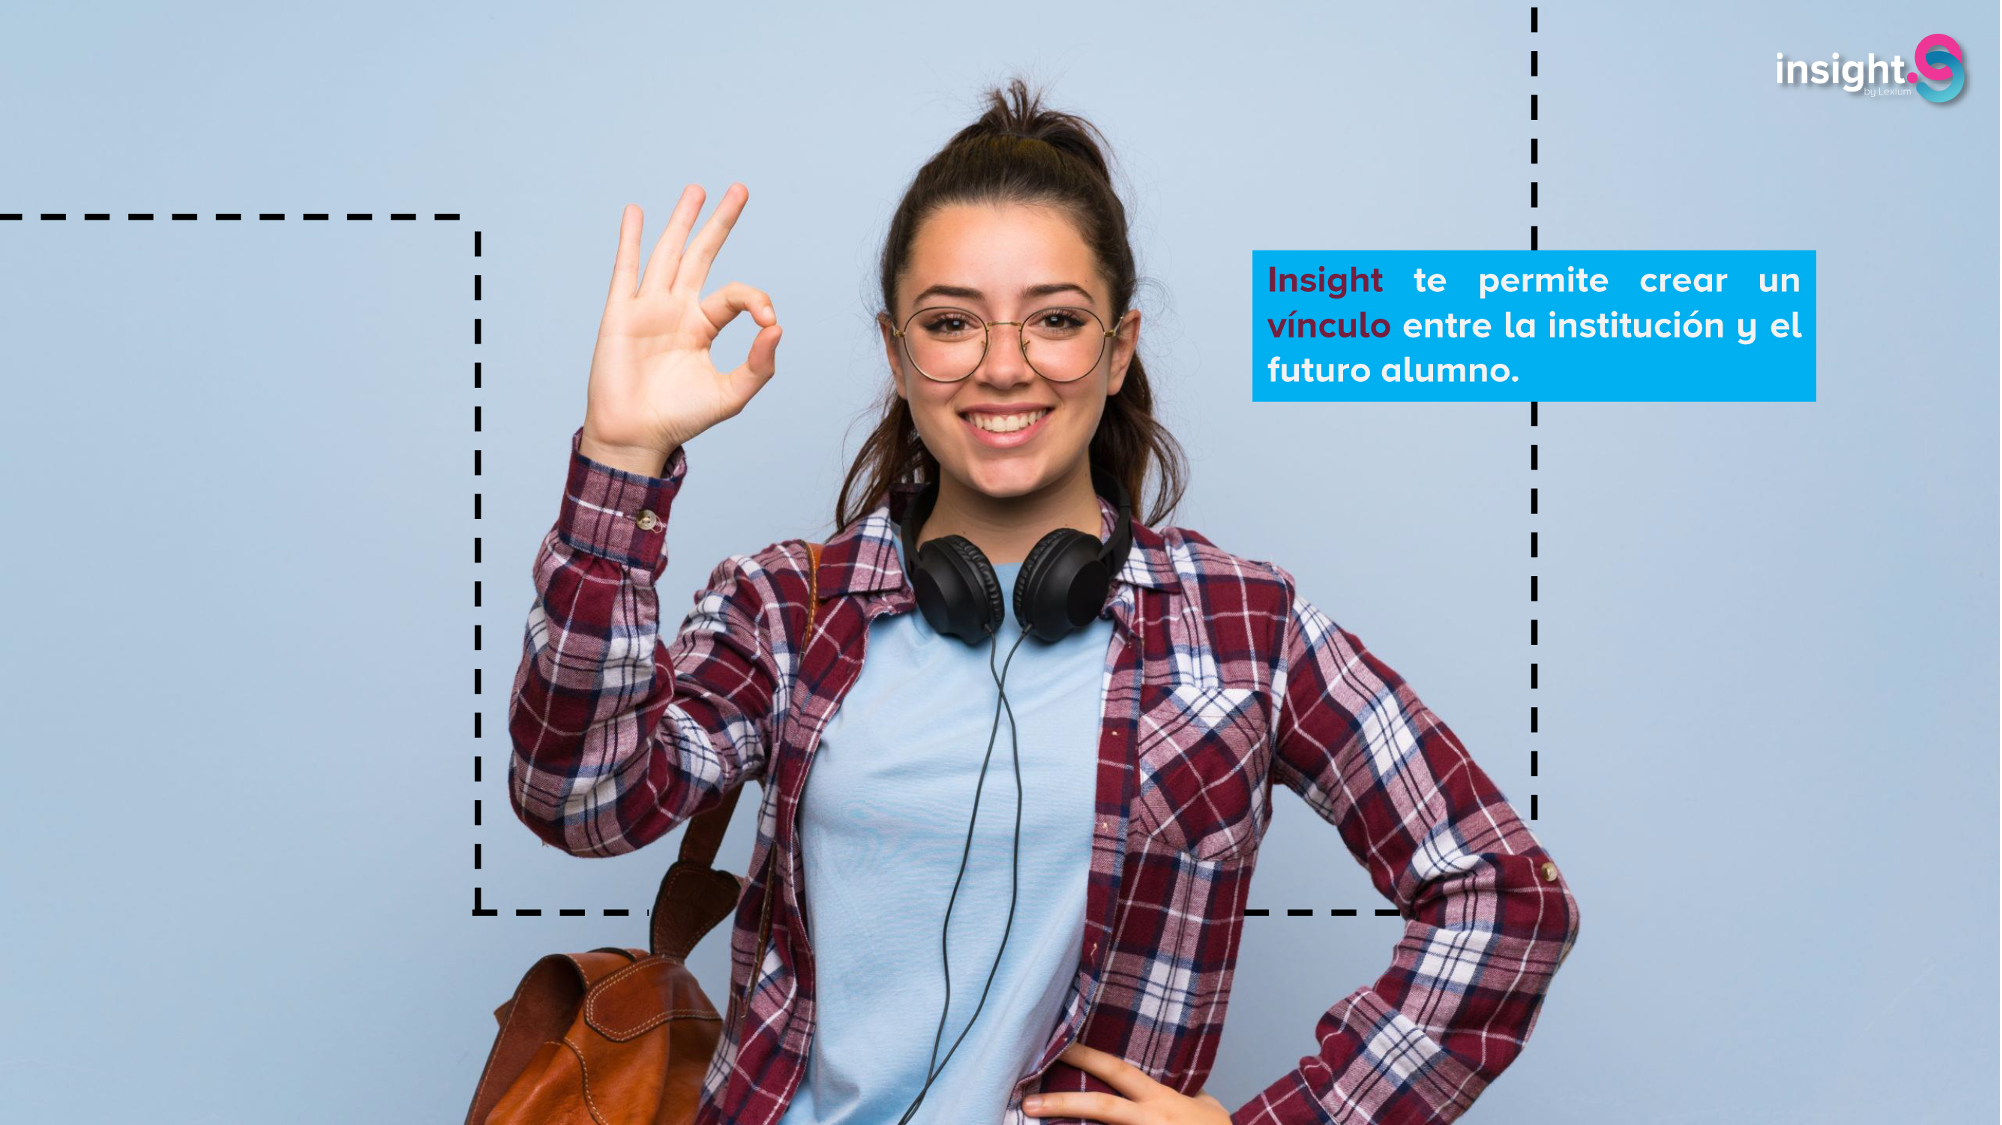 insight.
by Lexium
Insight te permite crear un
vínculo entre la institución y el
futuro alumno.